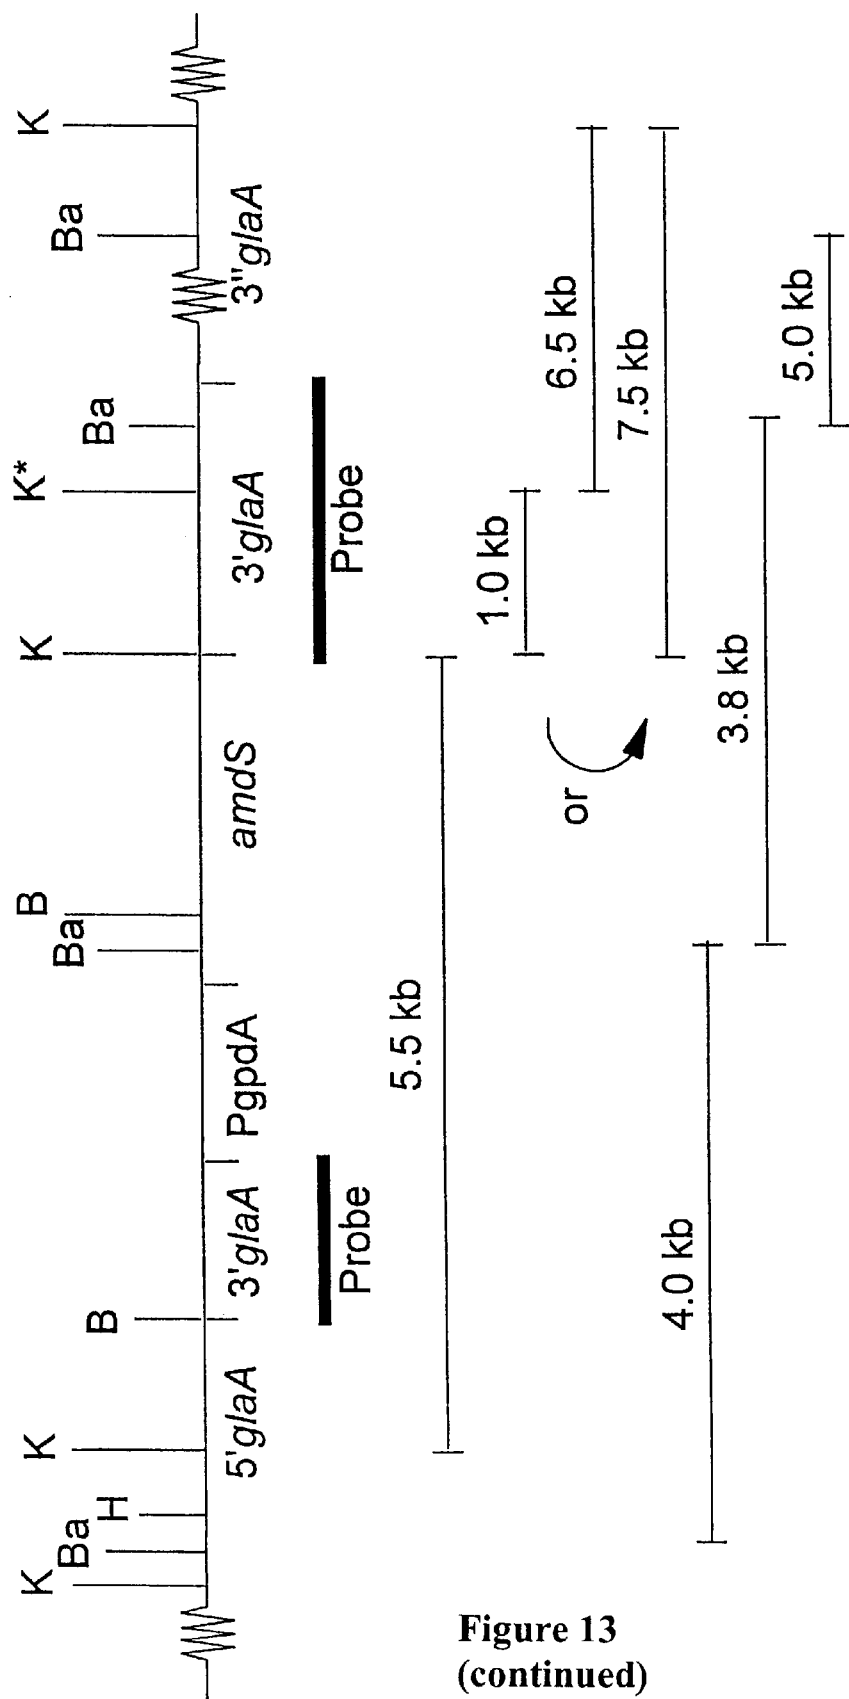 K Ba H K B Ba B K K* Ba Ba K
5'glaA 3'glaA PgpdA amdS 3'glaA 3"glaA
Probe Probe
5.5 kb
1.0 kb
6.5 kb
or
7.5 kb
4.0 kb
3.8 kb
5.0 kb
Figure 13
(continued)